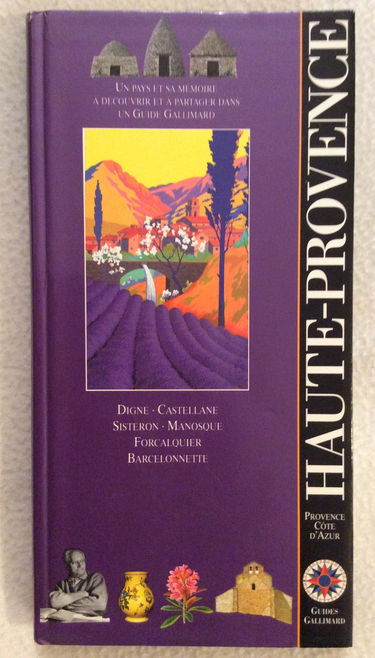 UN PAYS ET SA MÉMOIRE
À DÉCOUVRIR ET À PARTAGER DANS
UN GUIDE GALLIMARD
DIGNE · CASTELLANE
SISTERON · MANOSQUE
FORCALQUIER
BARCELONNETTE
HAUTE-PROVENCE
PROVENCE
CÔTE
D'AZUR
GUIDES
GALLIMARD